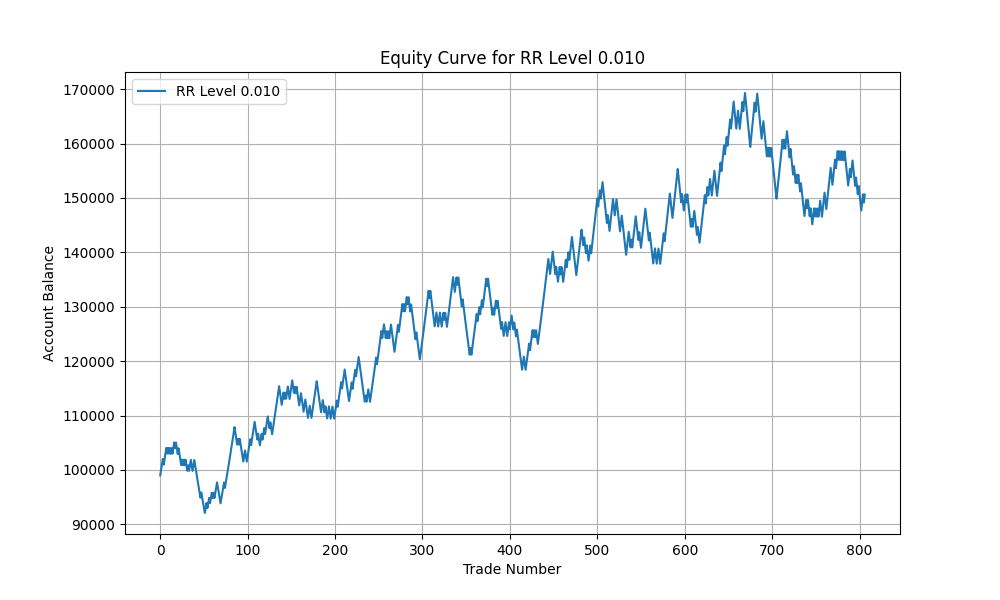 Equity Curve for RR Level 0.010
RR Level 0.010
170000
160000
150000
140000
130000
120000
110000
100000
90000
Account Balance
0 100 200 300 400 500 600 700 800
Trade Number